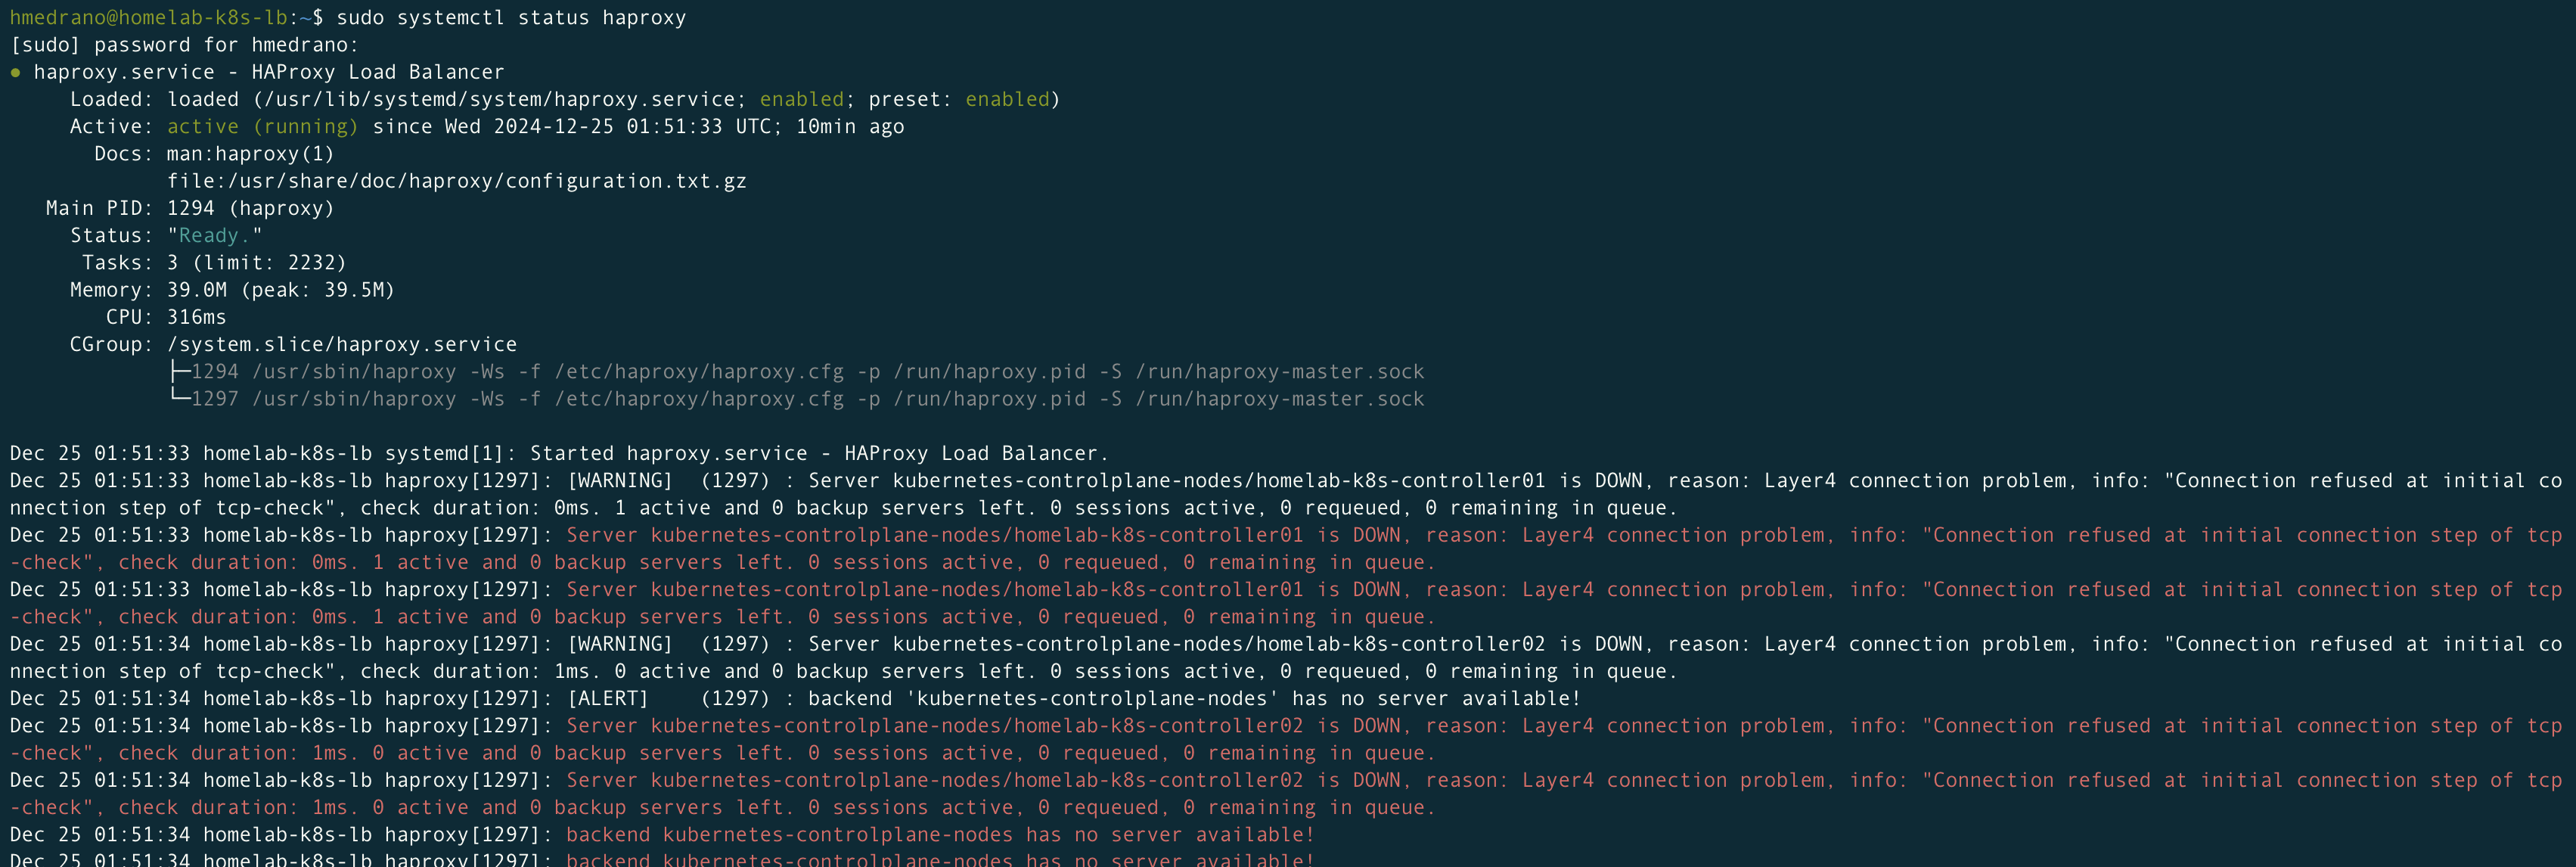 hmedrano@homelab-k8s-lb:~$ sudo systemctl status haproxy
[sudo] password for hmedrano:
● haproxy.service - HAProxy Load Balancer
     Loaded: loaded (/usr/lib/systemd/system/haproxy.service; enabled; preset: enabled)
     Active: active (running) since Wed 2024-12-25 01:51:33 UTC; 10min ago
       Docs: man:haproxy(1)
             file:/usr/share/doc/haproxy/configuration.txt.gz
   Main PID: 1294 (haproxy)
     Status: "Ready."
      Tasks: 3 (limit: 2232)
     Memory: 39.0M (peak: 39.5M)
        CPU: 316ms
     CGroup: /system.slice/haproxy.service
             ├─1294 /usr/sbin/haproxy -Ws -f /etc/haproxy/haproxy.cfg -p /run/haproxy.pid -S /run/haproxy-master.sock
             └─1297 /usr/sbin/haproxy -Ws -f /etc/haproxy/haproxy.cfg -p /run/haproxy.pid -S /run/haproxy-master.sock

Dec 25 01:51:33 homelab-k8s-lb systemd[1]: Started haproxy.service - HAProxy Load Balancer.
Dec 25 01:51:33 homelab-k8s-lb haproxy[1297]: [WARNING]  (1297) : Server kubernetes-controlplane-nodes/homelab-k8s-controller01 is DOWN, reason: Layer4 connection problem, info: "Connection refused at initial co
nnection step of tcp-check", check duration: 0ms. 1 active and 0 backup servers left. 0 sessions active, 0 requeued, 0 remaining in queue.
Dec 25 01:51:33 homelab-k8s-lb haproxy[1297]: Server kubernetes-controlplane-nodes/homelab-k8s-controller01 is DOWN, reason: Layer4 connection problem, info: "Connection refused at initial connection step of tcp
-check", check duration: 0ms. 1 active and 0 backup servers left. 0 sessions active, 0 requeued, 0 remaining in queue.
Dec 25 01:51:33 homelab-k8s-lb haproxy[1297]: Server kubernetes-controlplane-nodes/homelab-k8s-controller01 is DOWN, reason: Layer4 connection problem, info: "Connection refused at initial connection step of tcp
-check", check duration: 0ms. 1 active and 0 backup servers left. 0 sessions active, 0 requeued, 0 remaining in queue.
Dec 25 01:51:34 homelab-k8s-lb haproxy[1297]: [WARNING]  (1297) : Server kubernetes-controlplane-nodes/homelab-k8s-controller02 is DOWN, reason: Layer4 connection problem, info: "Connection refused at initial co
nnection step of tcp-check", check duration: 1ms. 0 active and 0 backup servers left. 0 sessions active, 0 requeued, 0 remaining in queue.
Dec 25 01:51:34 homelab-k8s-lb haproxy[1297]: [ALERT]    (1297) : backend 'kubernetes-controlplane-nodes' has no server available!
Dec 25 01:51:34 homelab-k8s-lb haproxy[1297]: Server kubernetes-controlplane-nodes/homelab-k8s-controller02 is DOWN, reason: Layer4 connection problem, info: "Connection refused at initial connection step of tcp
-check", check duration: 1ms. 0 active and 0 backup servers left. 0 sessions active, 0 requeued, 0 remaining in queue.
Dec 25 01:51:34 homelab-k8s-lb haproxy[1297]: Server kubernetes-controlplane-nodes/homelab-k8s-controller02 is DOWN, reason: Layer4 connection problem, info: "Connection refused at initial connection step of tcp
-check", check duration: 1ms. 0 active and 0 backup servers left. 0 sessions active, 0 requeued, 0 remaining in queue.
Dec 25 01:51:34 homelab-k8s-lb haproxy[1297]: backend kubernetes-controlplane-nodes has no server available!
Dec 25 01:51:34 homelab-k8s-lb haproxy[1297]: backend kubernetes-controlplane-nodes has no server available!